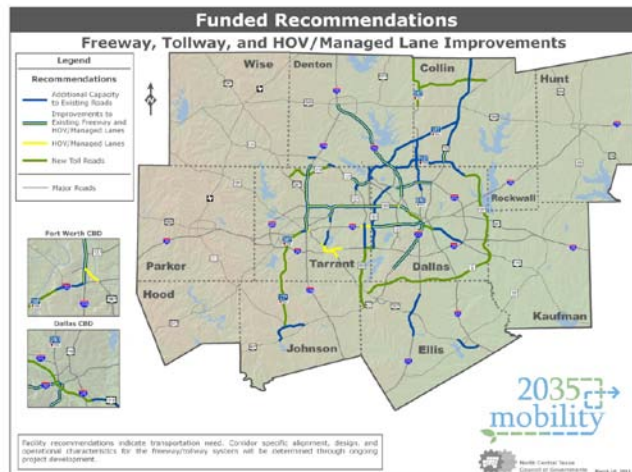 Funded Recommendations
Freeway, Tollway, and HOV/Managed Lane Improvements
Legend
Recommendations
Additional Capacity
to Existing Roads
Improvements to
Existing Freeway and
HOV/Managed Lanes
HOV/Managed Lanes
New Toll Roads
Major Roads
Fort Worth CBD
Dallas CBD
Wise
Denton
Collin
Hunt
Rockwall
Parker
Tarrant
Dallas
Hood
Kaufman
Johnson
Ellis
2035
mobility
Facility recommendations indicate transportation need. Corridor specific alignment, design, and
operational characteristics for the freeway/tollway system will be determined through ongoing
project development.
North Central Texas
Council of Governments